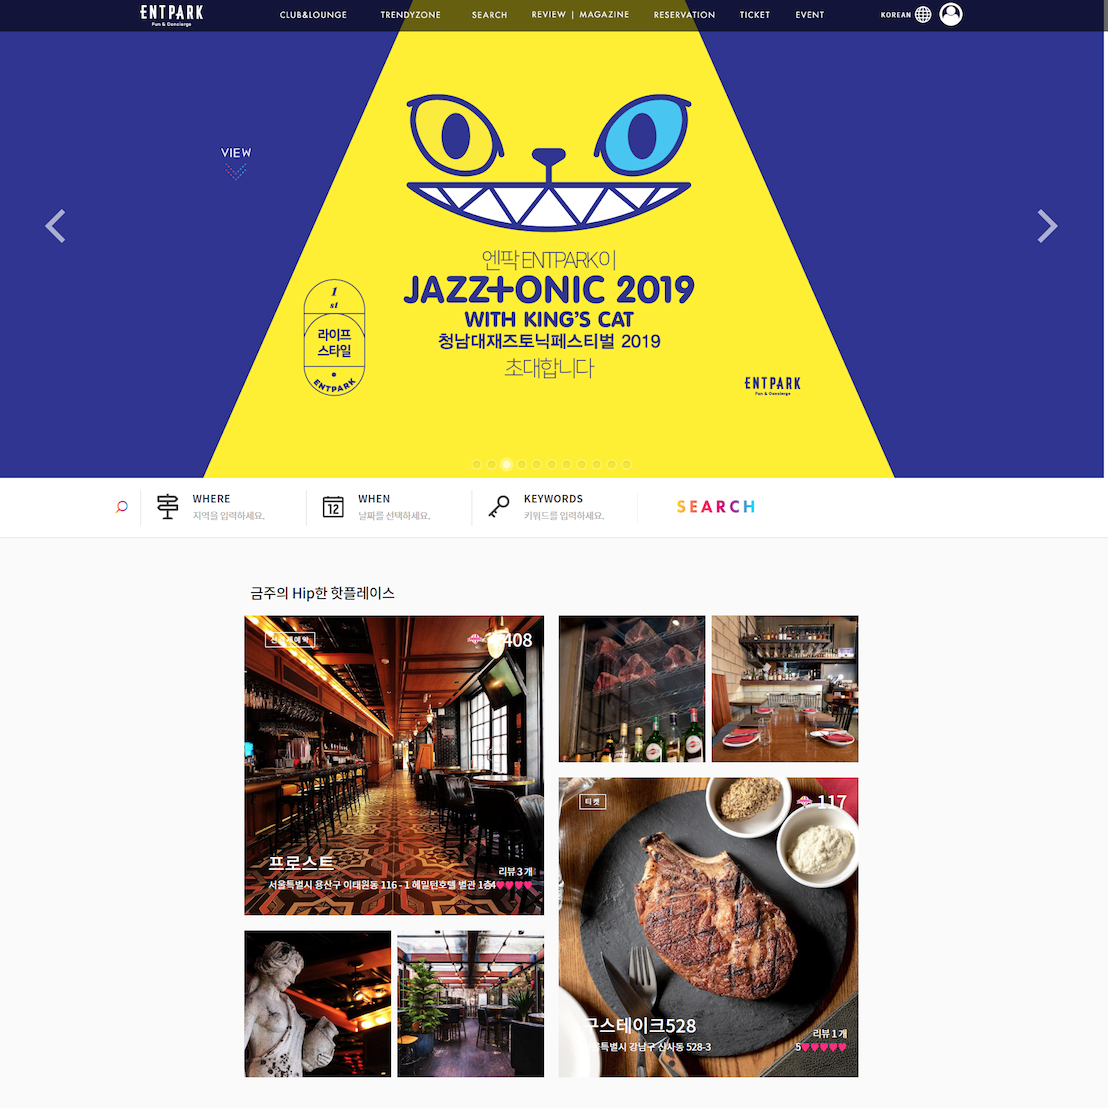 ENTPARK
Fun & Concierge
CLUB&LOUNGE
TRENDYZONE
SEARCH
REVIEW | MAGAZINE
RESERVATION
TICKET
EVENT
KOREAN
VIEW
엔팍 ENTPARK이
JAZZ+ONIC 2019
WITH KING'S CAT
청남대재즈토닉페스티벌 2019
초대합니다
1
st
라이프
스타일
ENTPARK
ENTPARK
Fun & Concierge
WHERE
지역을 입력하세요.
12
WHEN
날짜를 선택하세요.
KEYWORDS
키워드를 입력하세요.
SEARCH
금주의 Hip한 핫플레이스
408
프로스트
리뷰 3 개
서울특별시 용산구 이태원동 116 - 1 해밀턴호텔 별관 1층
4
티켓
117
구스테이크528
리뷰 1 개
특별시 강남구 신사동 528-3
5